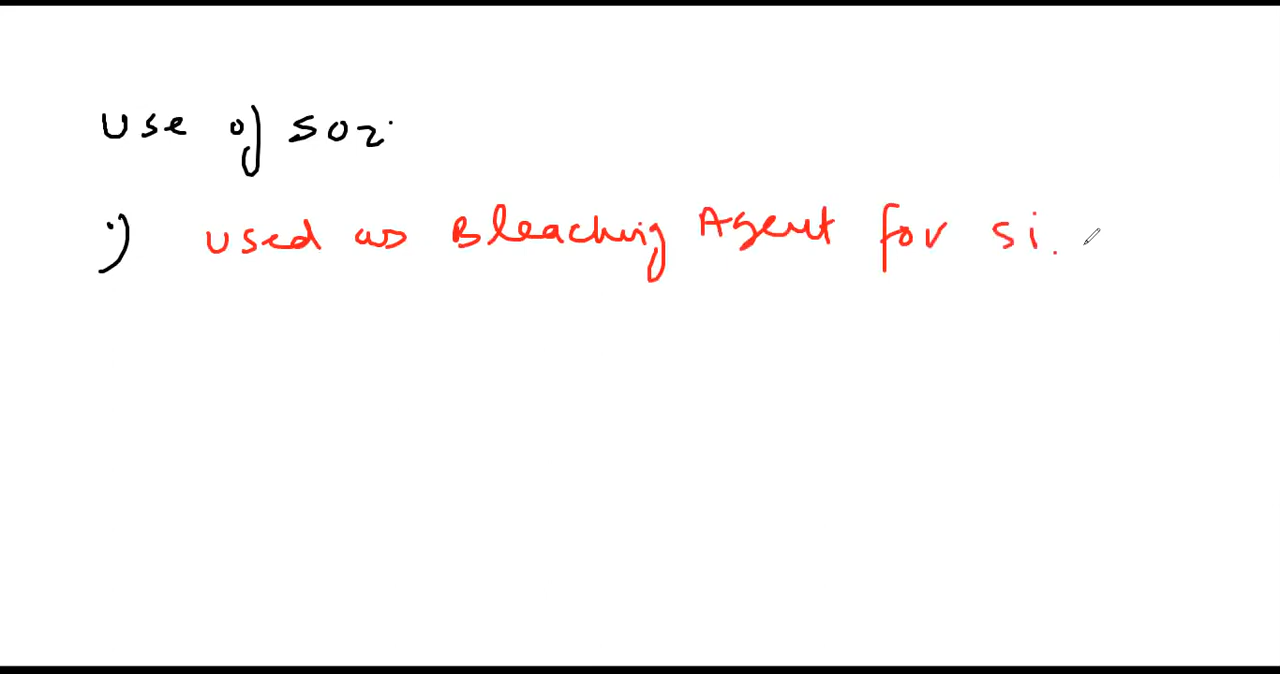 use of SO2.
i) used as Bleaching Agent for si.